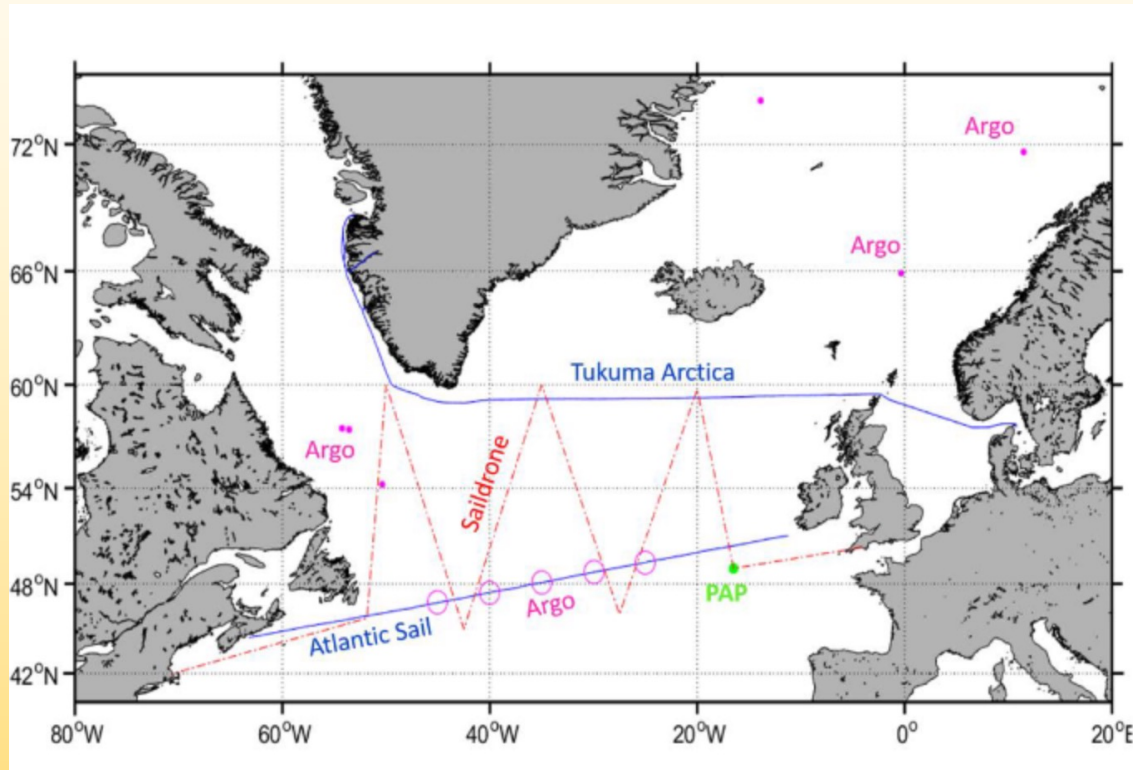 72°N
Argo
Argo
66°N
Tukuma Arctica
60°N
Argo
Saildrone
54°N
48°N
PAP
Argo
Atlantic Sail
42°N
80°W
60°W
40°W
20°W
0°
20°E